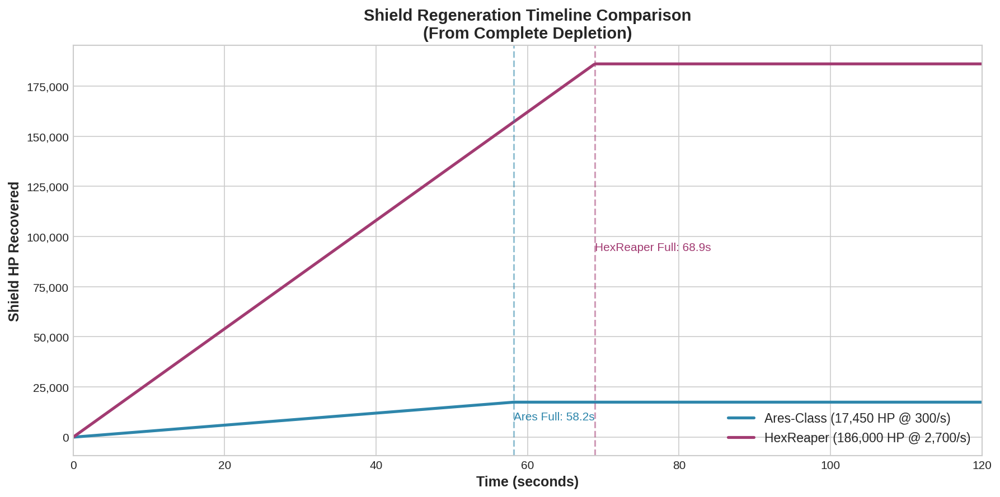 Shield Regeneration Timeline Comparison
(From Complete Depletion)
Shield HP Recovered
175,000
150,000
125,000
100,000
75,000
50,000
25,000
0
HexReaper Full: 68.9s
Ares Full: 58.2s
Ares-Class (17,450 HP @ 300/s)
HexReaper (186,000 HP @ 2,700/s)
0 20 40 60 80 100 120
Time (seconds)